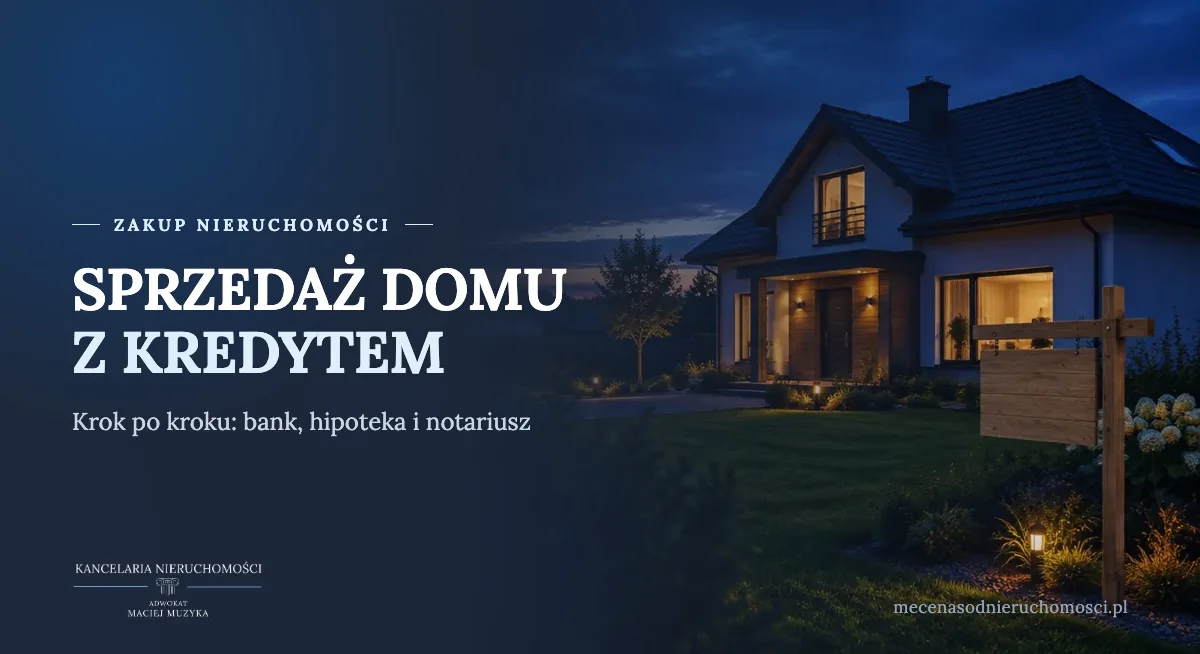 ZAKUP NIERUCHOMOŚCI
SPRZEDAŻ DOMU
Z KREDYTEM
Krok po kroku: bank, hipoteka i notariusz
KANCELARIA NIERUCHOMOŚCI
ADWOKAT
MACIEJ MUZYKA
mecenasodnieruchomosci.pl